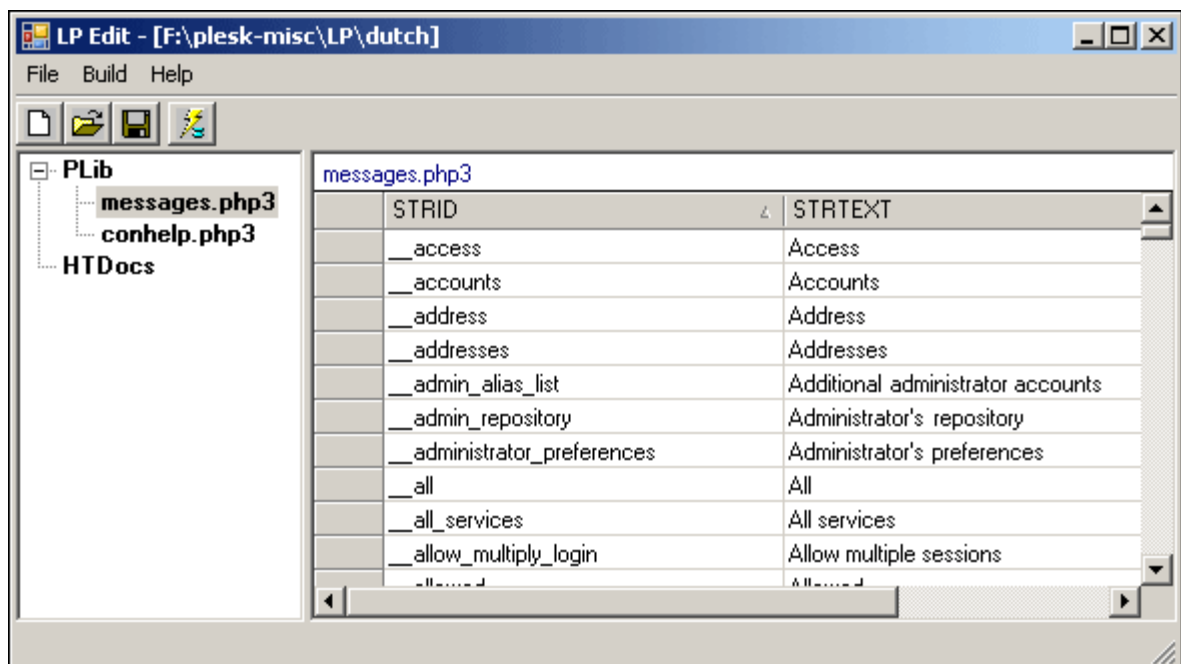 LP Edit - [F:\plesk-misc\LP\dutch]
File Build Help
PLib
messages.php3
conhelp.php3
HTDocs
messages.php3
STRID STRTEXT
__access Access
__accounts Accounts
__address Address
__addresses Addresses
__admin_alias_list Additional administrator accounts
__admin_repository Administrator's repository
__administrator_preferences Administrator's preferences
__all All
__all_services All services
__allow_multiply_login Allow multiple sessions